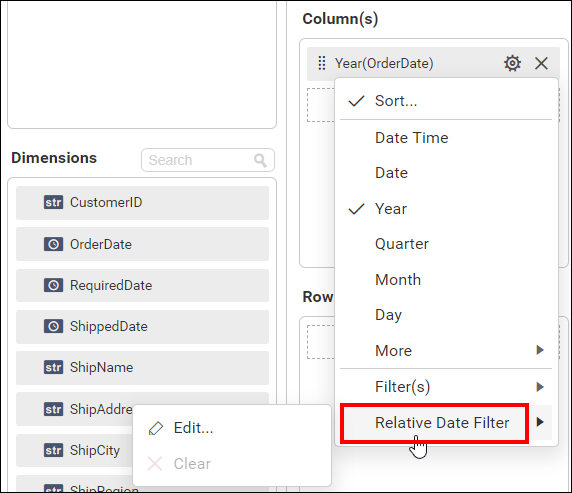 Column(s)
Year(OrderDate)
Sort...
Date Time
Date
Year
Quarter
Month
Day
More
Filter(s)
Relative Date Filter
Row
Dimensions
Search
str CustomerID
OrderDate
RequiredDate
ShippedDate
str ShipName
str ShipAddre
str ShipCity
str ShipRegion
Edit...
Clear